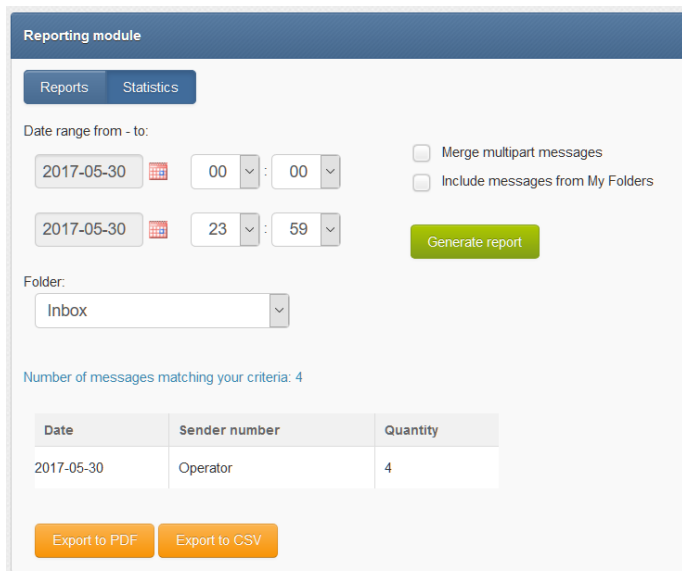 Reporting module
Reports Statistics
Date range from - to:
2017-05-30 00 : 00
Merge multipart messages
Include messages from My Folders
2017-05-30 23 : 59
Generate report
Folder:
Inbox
Number of messages matching your criteria: 4
Date Sender number Quantity
2017-05-30 Operator 4
Export to PDF Export to CSV